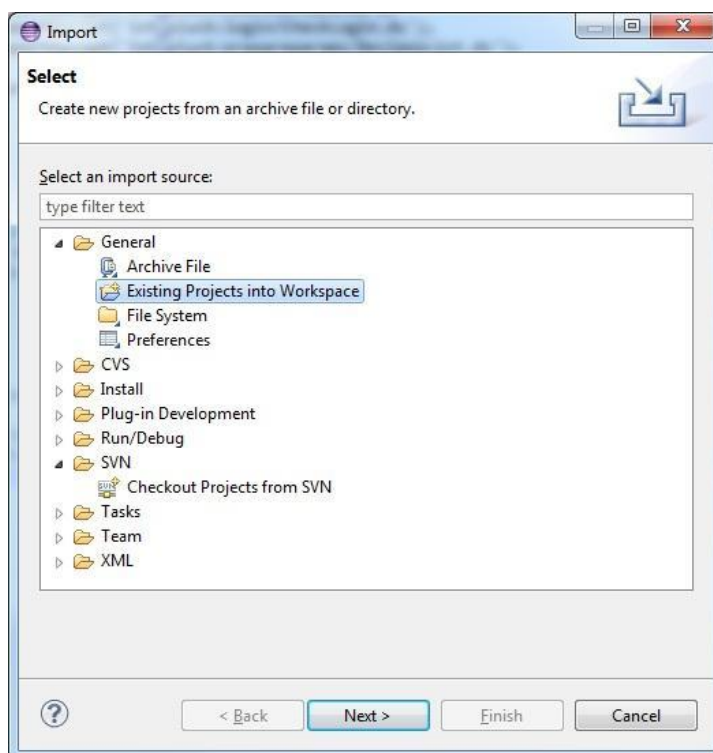 Import
Select
Create new projects from an archive file or directory.
Select an import source:
type filter text
General
Archive File
Existing Projects into Workspace
File System
Preferences
CVS
Install
Plug-in Development
Run/Debug
SVN
Checkout Projects from SVN
Tasks
Team
XML
< Back
Next >
Finish
Cancel